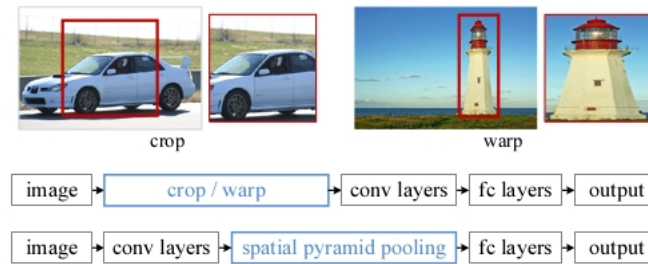 crop
warp
image crop / warp conv layers fc layers output
image conv layers spatial pyramid pooling fc layers output